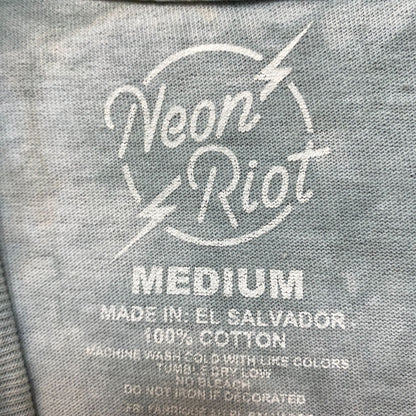 Neon
Riot
MEDIUM
MADE IN: EL SALVADOR
100% COTTON
MACHINE WASH COLD WITH LIKE COLORS
TUMBLE DRY LOW
NO BLEACH
DO NOT IRON IF DECORATED